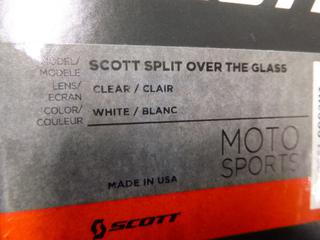 MODEL/
MODELE SCOTT SPLIT OVER THE GLASS
LENS/
ECRAN CLEAR / CLAIR
COLOR/
COULEUR WHITE / BLANC
MOTO
SPORTS
MADE IN USA
SCOTT